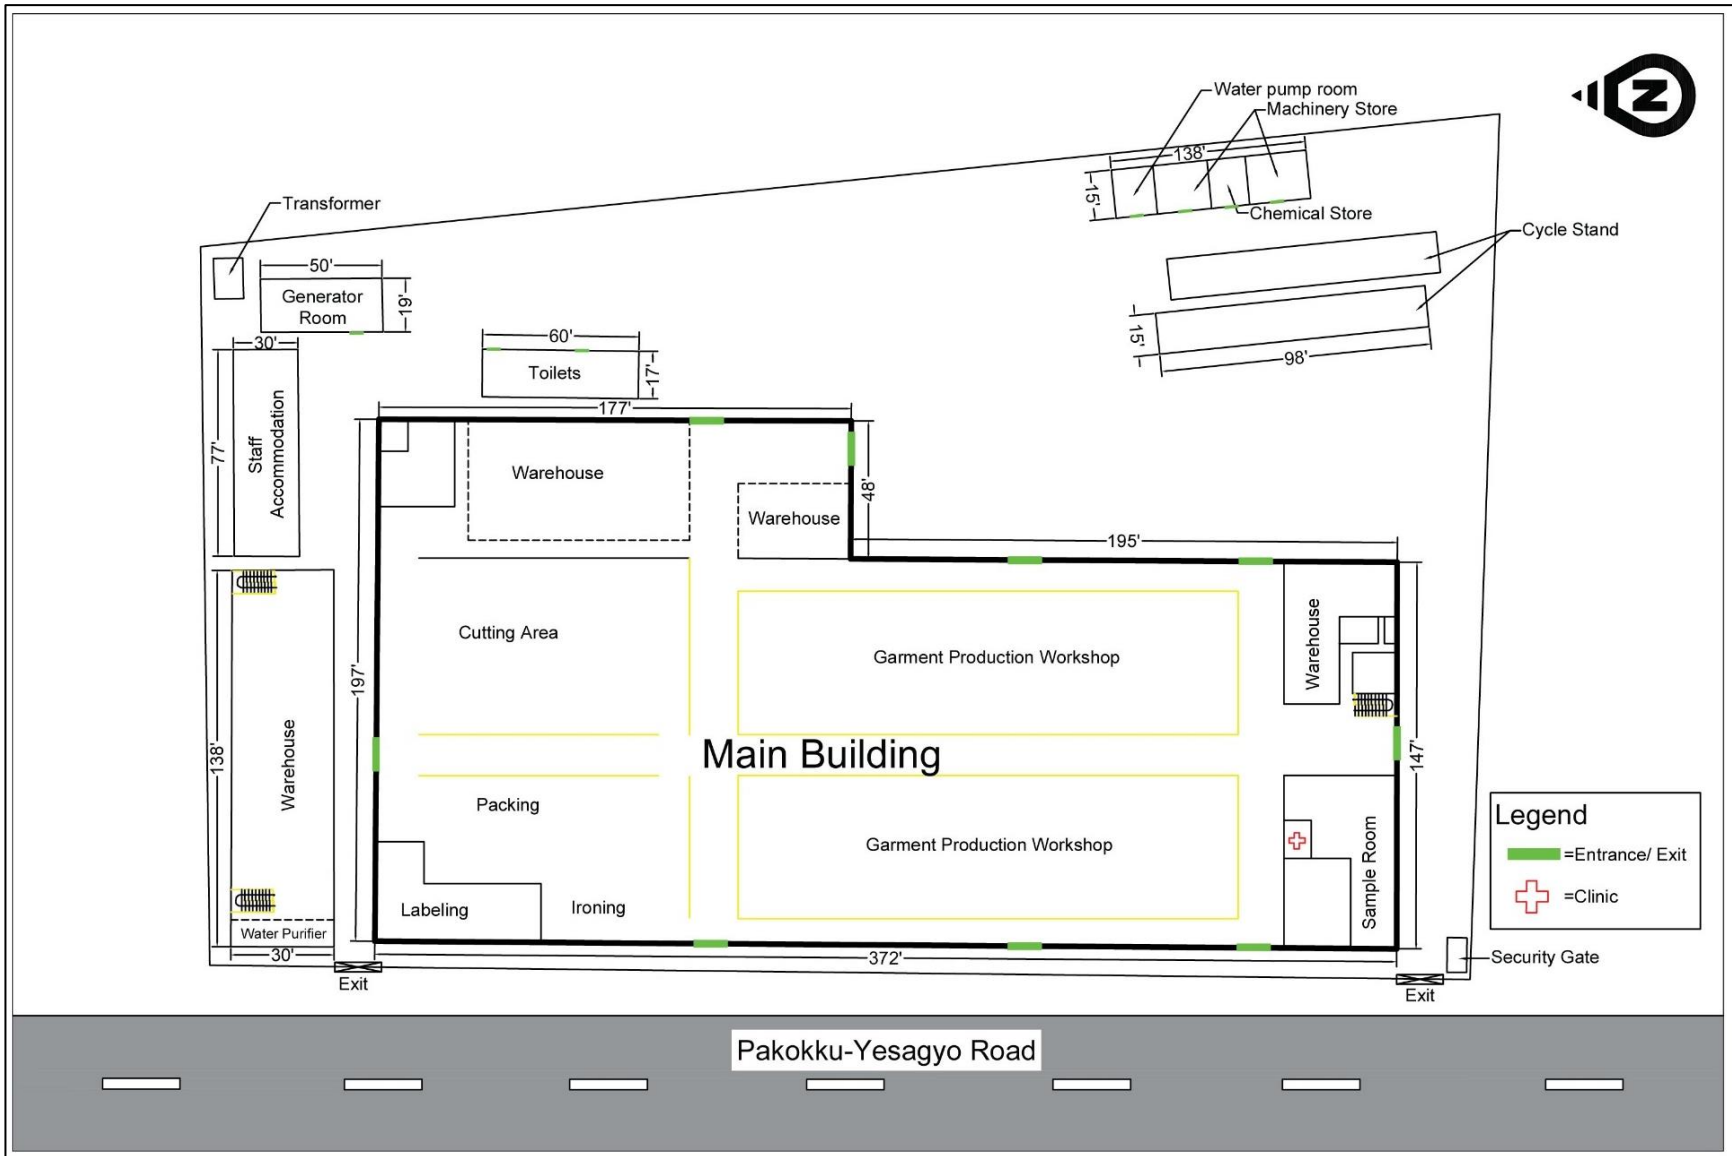 Water pump room
Machinery Store
N
138'
15'
Chemical Store
Transformer
Cycle Stand
50'
Generator
Room
19'
15'
98'
30'
60'
Toilets
17'
177'
Staff
Accommodation
77'
Warehouse
48'
Warehouse
195'
Cutting Area
Garment Production Workshop
Warehouse
197'
Main Building
147'
Warehouse
138'
Packing
Garment Production Workshop
Sample Room
Labeling
Ironing
Water Purifier
30'
372'
Exit
Exit
Legend
=Entrance/ Exit
=Clinic
Security Gate
Pakokku-Yesagyo Road